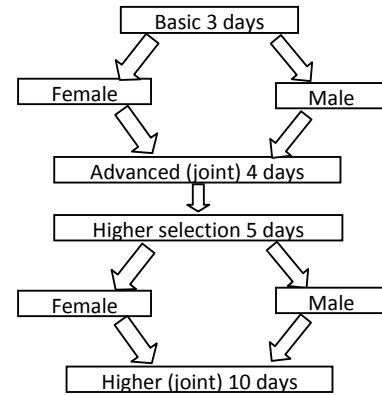 Basic 3 days
Female
Male
Advanced (joint) 4 days
Higher selection 5 days
Female
Male
Higher (joint) 10 days